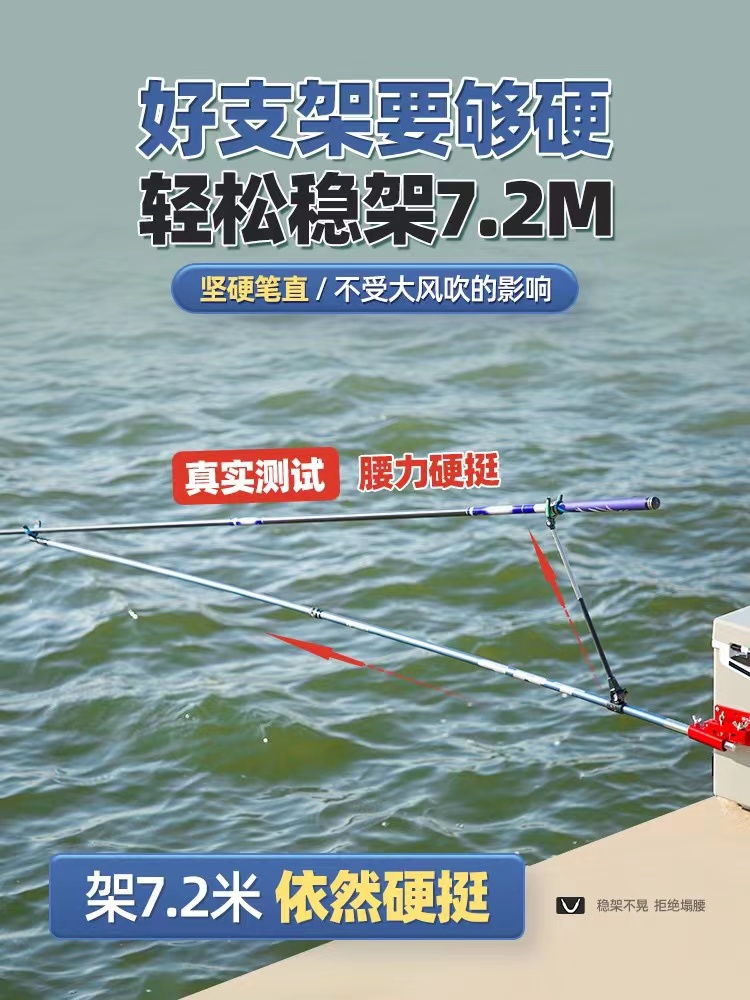 好支架要够硬
轻松稳架7.2M
坚硬笔直 / 不受大风吹的影响
真实测试 腰力硬挺
架7.2米 依然硬挺
稳架不晃 拒绝塌腰